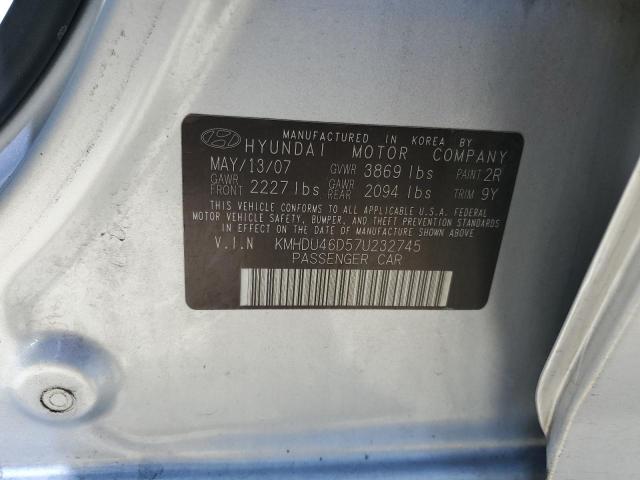 MANUFACTURED IN KOREA BY
HYUNDAI MOTOR COMPANY
MAY/13/07 GVWR 3869 lbs PAINT 2R
GAWR FRONT 2227 lbs GAWR REAR 2094 lbs TRIM 9Y
THIS VEHICLE CONFORMS TO ALL APPLICABLE U.S.A. FEDERAL
MOTOR VEHICLE SAFETY, BUMPER, AND THEFT PREVENTION STANDARDS
IN EFFECT ON THE DATE OF MANUFACTURE SHOWN ABOVE.
V.I.N KMHDU46D57U232745
PASSENGER CAR